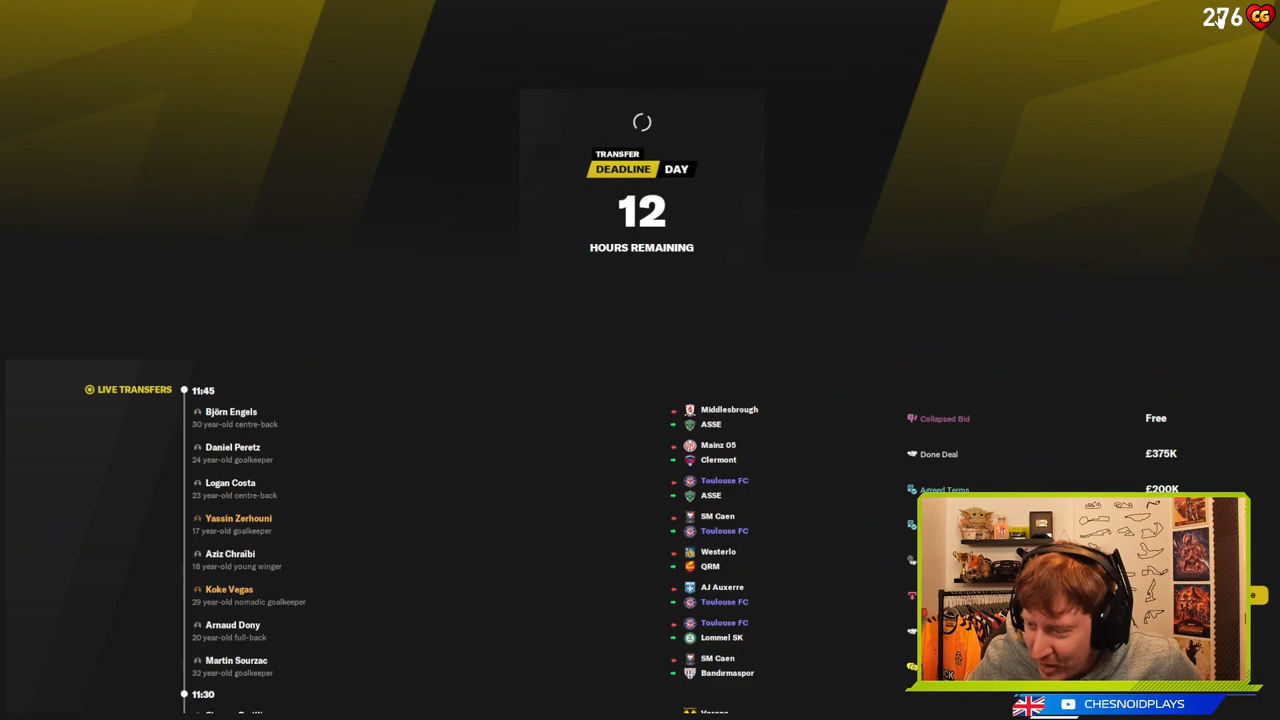 276
CG
TRANSFER
DEADLINE DAY
12
HOURS REMAINING
LIVE TRANSFERS
11:45
Björn Engels
30 year-old centre-back
Middlesbrough
ASSE
Collapsed Bid
Free
Daniel Peretz
24 year-old goalkeeper
Mainz 05
Clermont
Done Deal
£375K
Logan Costa
23 year-old centre-back
Toulouse FC
ASSE
Agreed Terms
£200K
Yassin Zerhouni
17 year-old goalkeeper
SM Caen
Toulouse FC
Aziz Chraibi
18 year-old young winger
Westerlo
QRM
Koke Vegas
29 year-old nomadic goalkeeper
AJ Auxerre
Toulouse FC
Arnaud Dony
20 year-old full-back
Toulouse FC
Lommel SK
Martin Sourzac
32 year-old goalkeeper
SM Caen
Bandırmaspor
11:30
CHESNOIDPLAYS